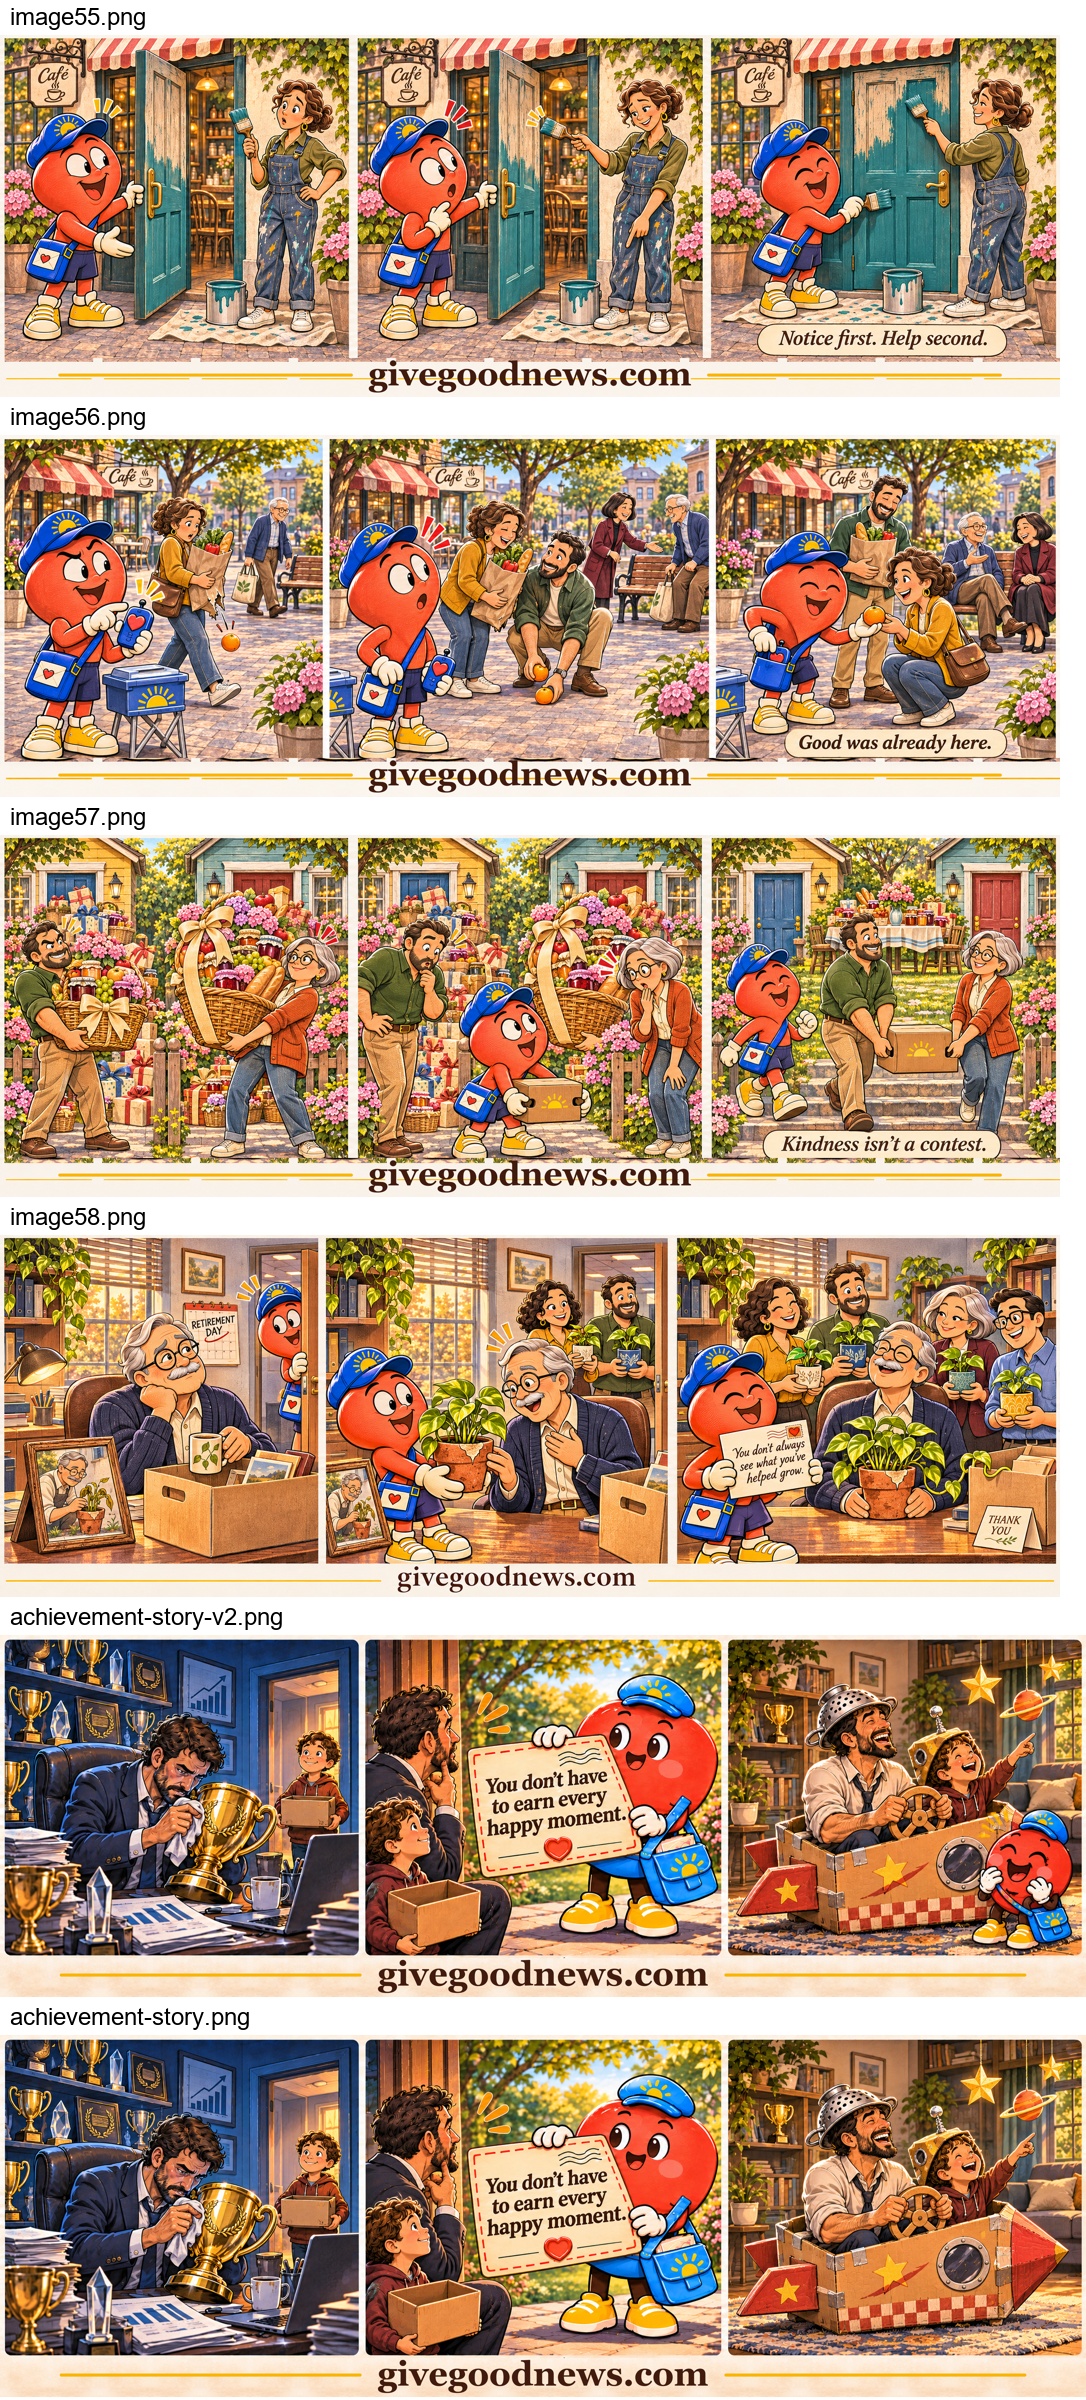 image55.png
Café
Café
Café
Notice first. Help second.
givegoodnews.com
image56.png
Café
Café
Café
Good was already here.
givegoodnews.com
image57.png
Kindness isn't a contest.
givegoodnews.com
image58.png
RETIREMENT
DAY
You don't always
see what you've
helped grow.
THANK
YOU
givegoodnews.com
achievement-story-v2.png
You don't have
to earn every
happy moment.
givegoodnews.com
achievement-story.png
You don't have
to earn every
happy moment.
givegoodnews.com